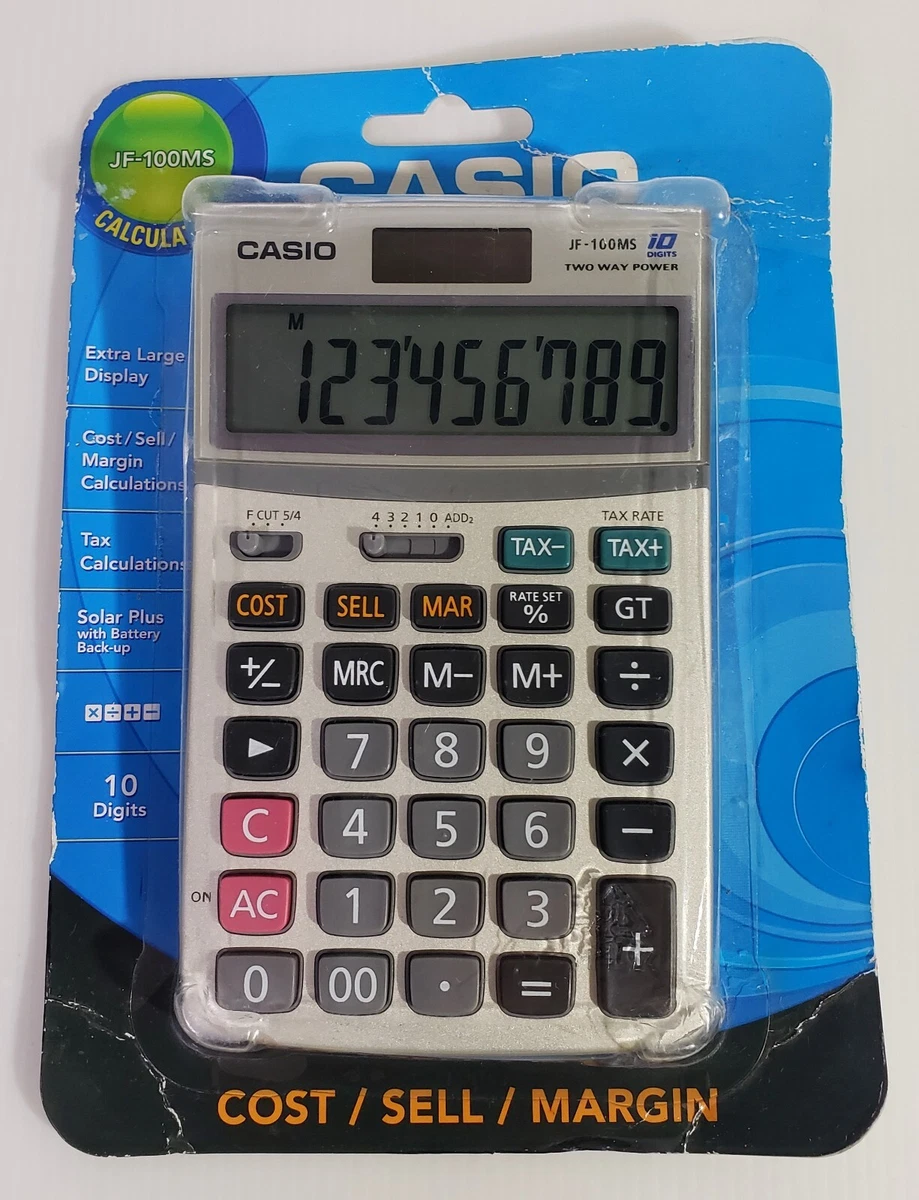 JF-100MS
CALCULA
CASIO
CASIO
JF-100MS 10
DIGITS
TWO WAY POWER
M
123'456'789.
Extra Large
Display
Cost/Sell/
Margin
Calculations
Tax
Calculations
Solar Plus
with Battery
Back-up
× ÷ + −
10
Digits
F CUT 5/4
4 3 2 1 0 ADD₂
TAX RATE
TAX− TAX+
COST SELL MAR RATE SET % GT
+/− MRC M− M+ ÷
▶ 7 8 9 ×
C 4 5 6 −
ON AC 1 2 3
+
0 00 · =
COST / SELL / MARGIN